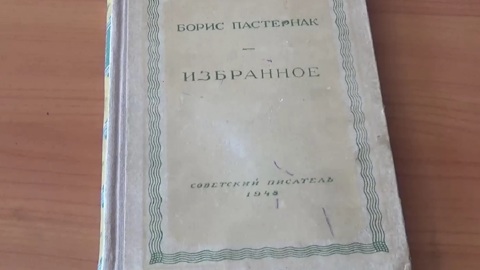 БОРИС ПАСТЕРНАК
—
ИЗБРАННОЕ
СОВЕТСКИЙ ПИСАТЕЛЬ
1948